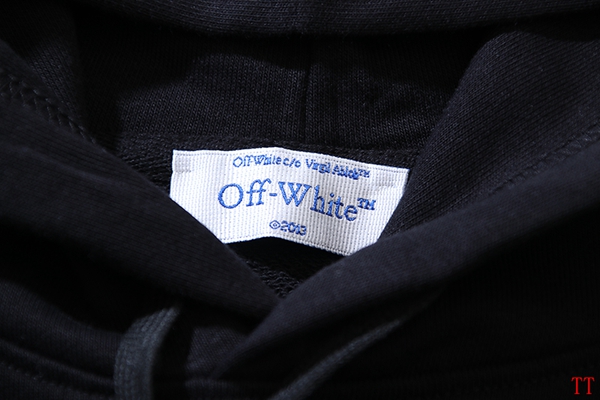 Off-White c/o Virgil Abloh™
Off-White™
©2013
TT